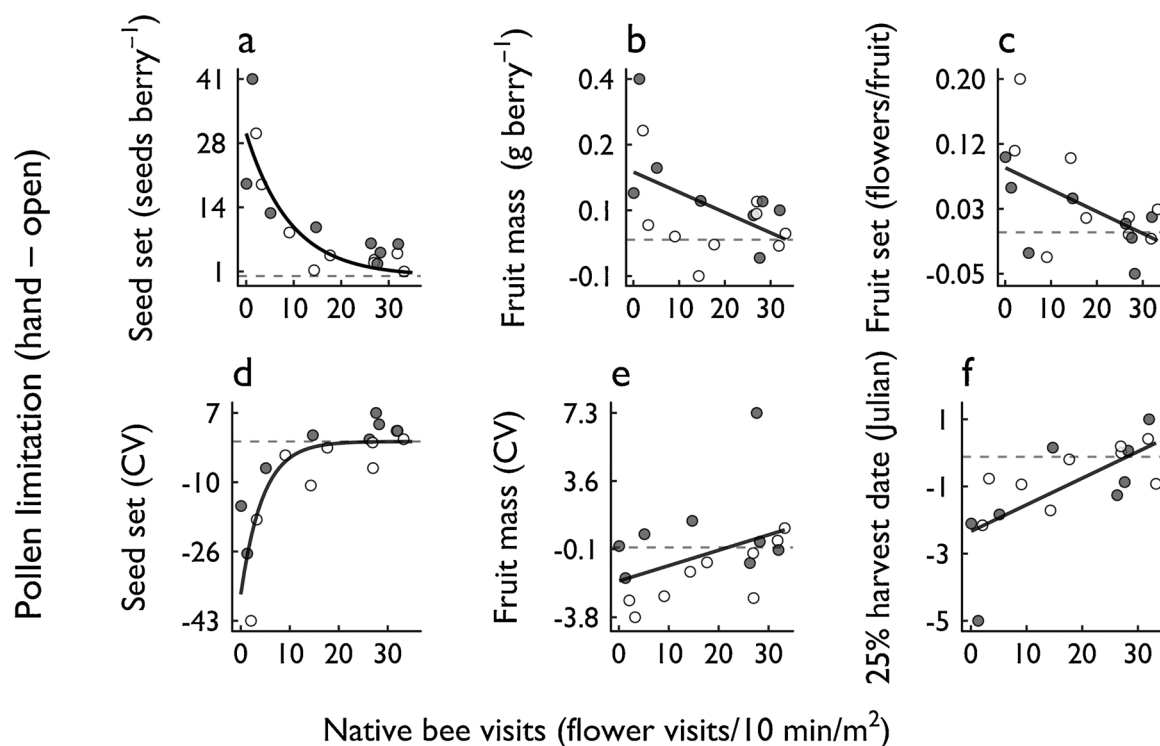 Pollen limitation (hand – open)
a
Seed set (seeds berry⁻¹)
41
28
14
1
0 10 20 30
b
Fruit mass (g berry⁻¹)
0.4
0.2
0.1
-0.1
0 10 20 30
c
Fruit set (flowers/fruit)
0.20
0.12
0.03
-0.05
0 10 20 30
d
Seed set (CV)
7
-10
-26
-43
0 10 20 30
e
Fruit mass (CV)
7.3
3.6
-0.1
-3.8
0 10 20 30
f
25% harvest date (Julian)
1
-1
-3
-5
0 10 20 30
Native bee visits (flower visits/10 min/m²)